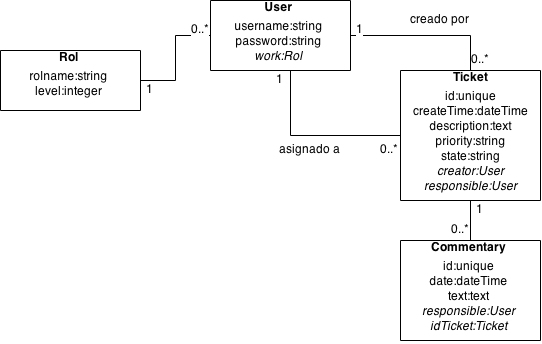 User
username:string
password:string
work:Rol
0..*
1
creado por
0..*
1
Rol
rolname:string
level:integer
1
asignado a
0..*
Ticket
id:unique
createTime:dateTime
description:text
priority:string
state:string
creator:User
responsible:User
1
0..*
Commentary
id:unique
date:dateTime
text:text
responsible:User
idTicket:Ticket